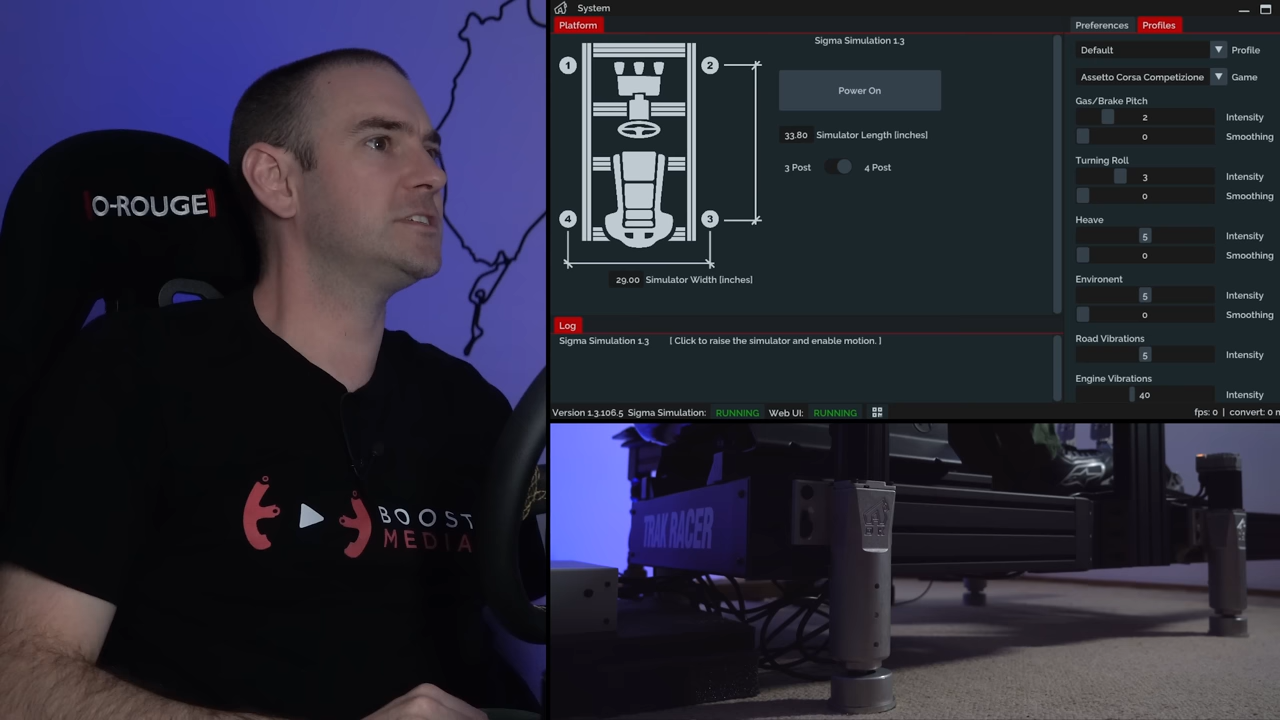 O-ROUGE
BOOST
MEDIA
System
Platform
Sigma Simulation 1.3
1
2
4
3
Power On
33.80 Simulator Length [inches]
3 Post 4 Post
29.00 Simulator Width [inches]
Log
Sigma Simulation 1.3 [ Click to raise the simulator and enable motion. ]
Version 1.3.106.5 Sigma Simulation: RUNNING Web UI: RUNNING
fps: 0 | convert: 0 m
Preferences Profiles
Default Profile
Assetto Corsa Competizione Game
Gas/Brake Pitch
2 Intensity
0 Smoothing
Turning Roll
3 Intensity
0 Smoothing
Heave
5 Intensity
0 Smoothing
Environent
5 Intensity
0 Smoothing
Road Vibrations
5 Intensity
Engine Vibrations
40 Intensity
TRAK RACER